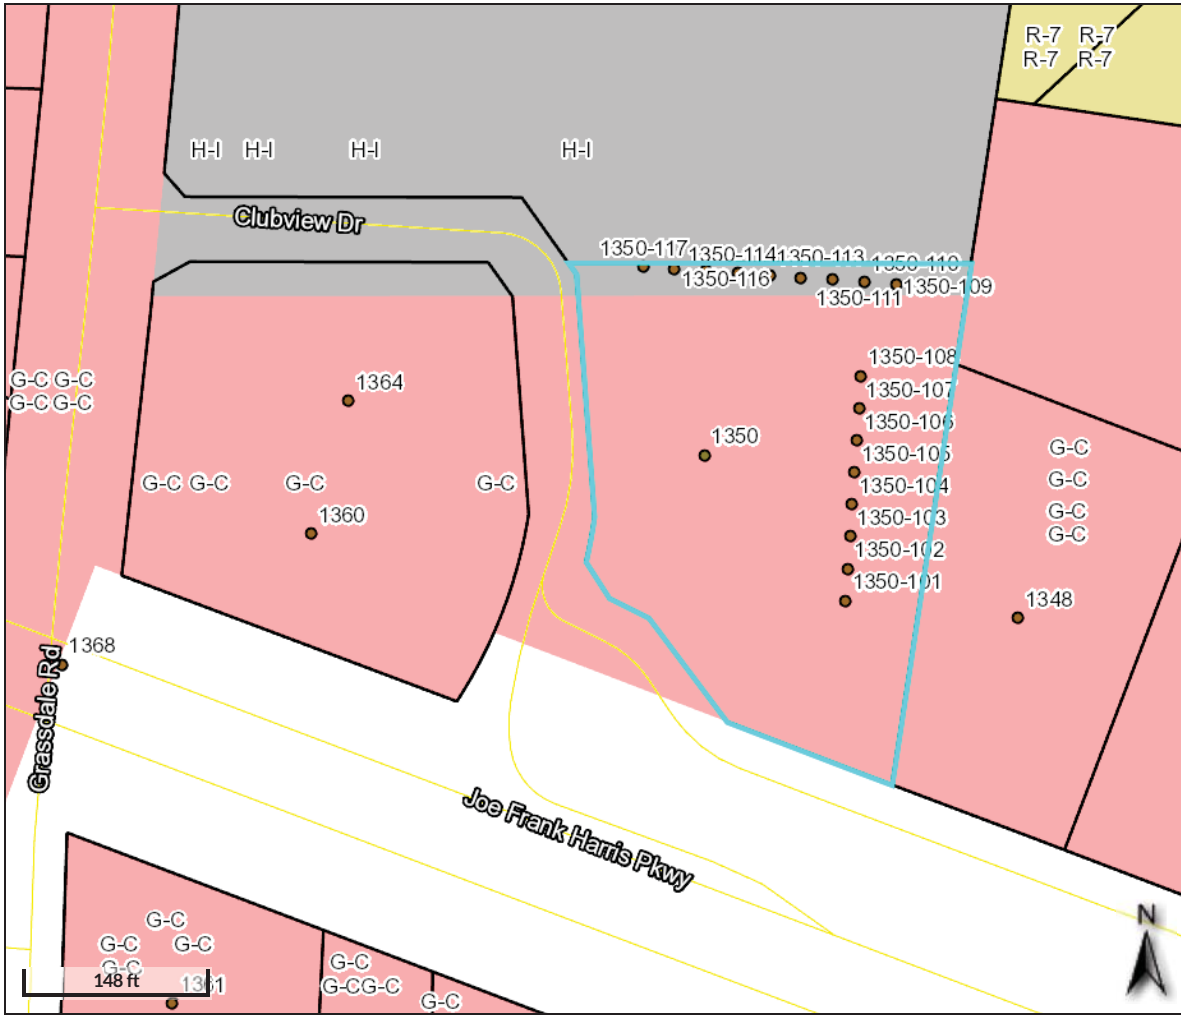 R-7 R-7
R-7 R-7
H-I H-I H-I H-I
Clubview Dr
1350-117 1350-114 1350-113 1350-110
1350-116 1350-111 1350-109
1350-108
1350-107
1350-106
1350-105
1350-104
1350-103
1350-102
1350-101
G-C G-C
G-C G-C
1364
1350
G-C
G-C
G-C
G-C
G-C G-C G-C G-C
1360
1348
1368
Grassdale Rd
Joe Frank Harris Pkwy
N
G-C
G-C G-C
G-C
G-C
G-CG-C
G-C
148 ft
1361